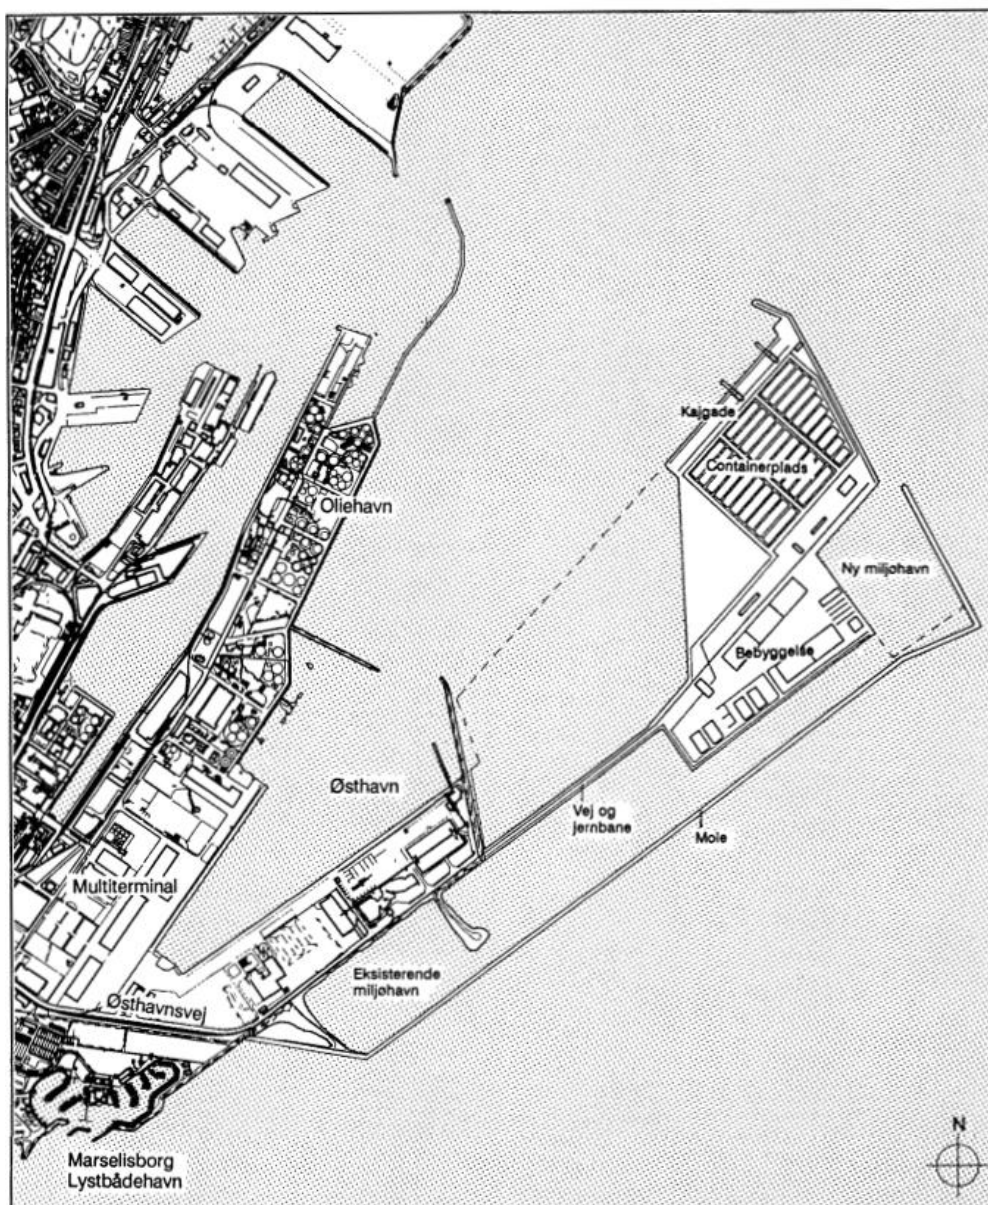 Kajgade
Containerplads
Oliehavn
Ny miljøhavn
Bebyggelse
Østhavn
Vej og
jernbane
Mole
Multiterminal
Eksisterende
miljøhavn
Østhavnsvej
N
Marselisborg
Lystbådehavn